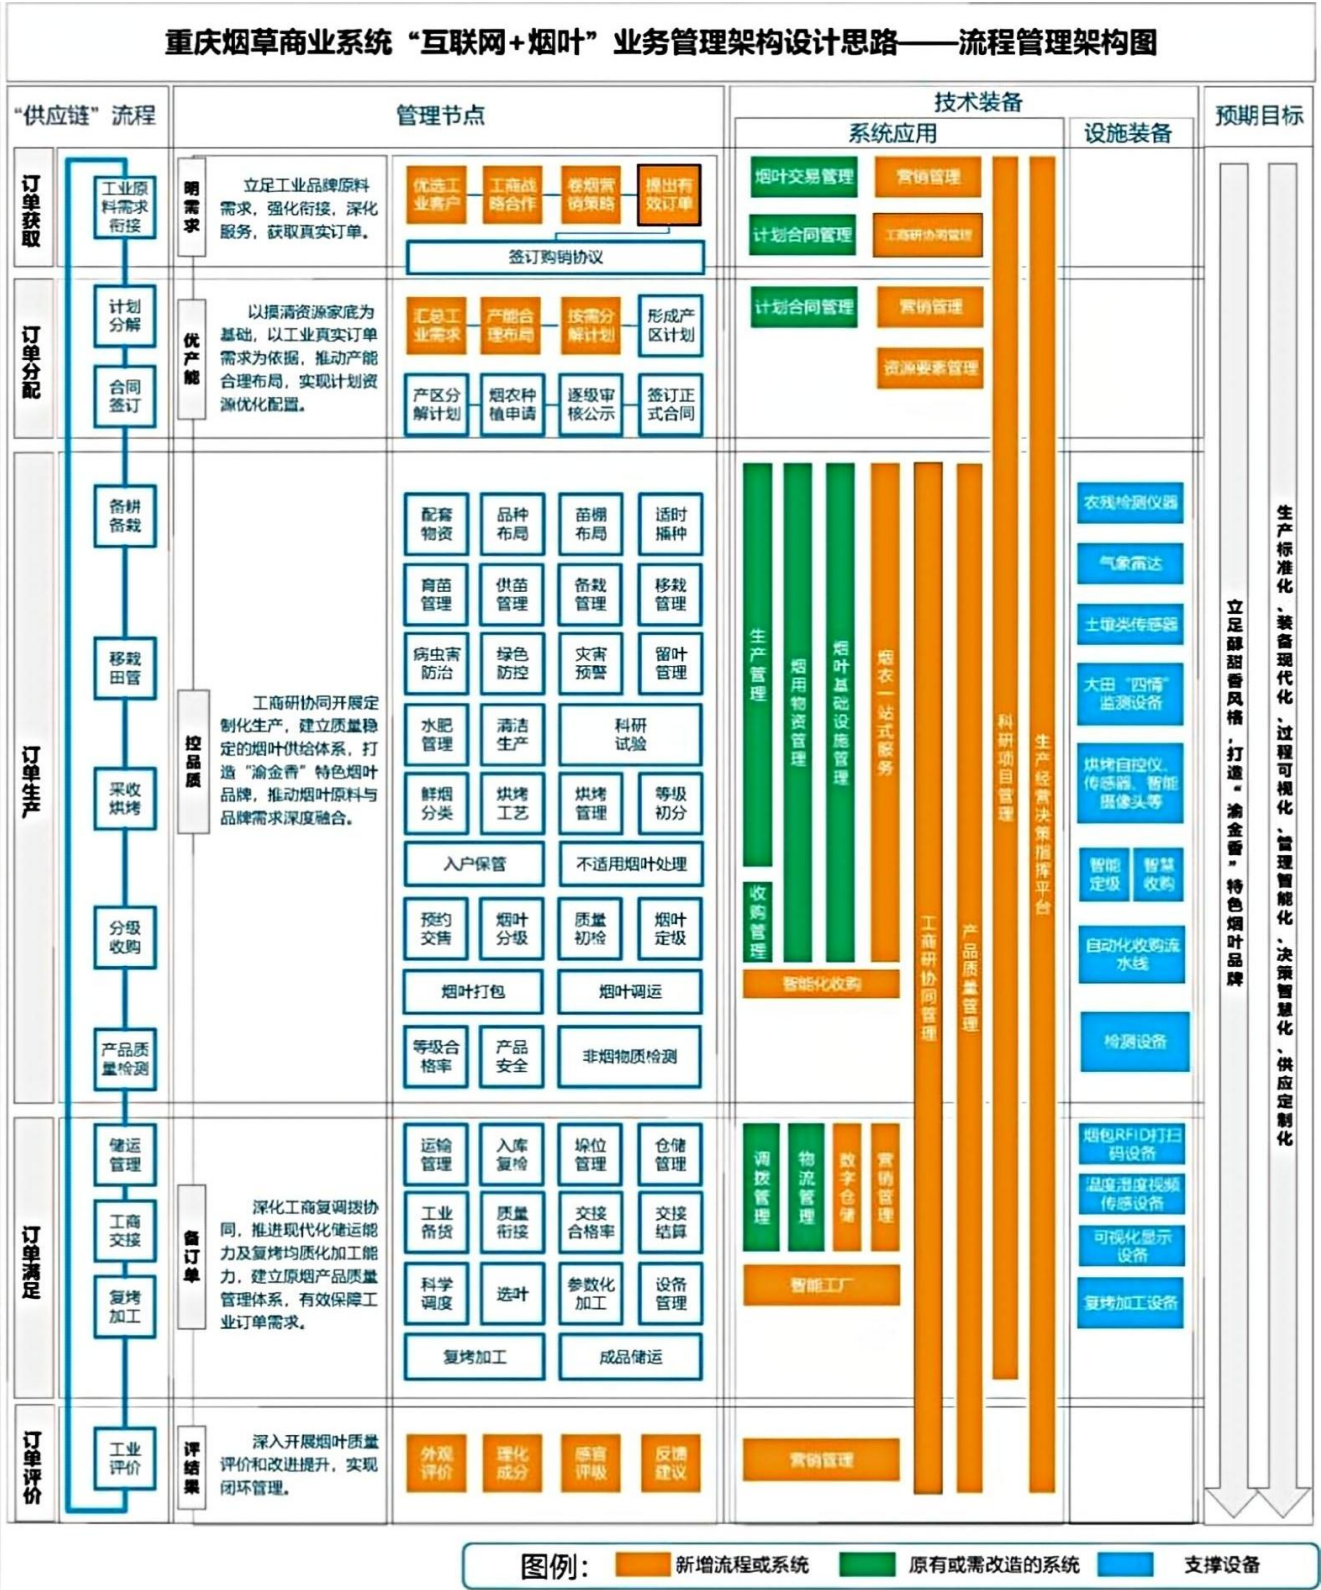 重庆烟草商业系统“互联网+烟叶”业务管理架构设计思路——流程管理架构图
“供应链”流程
管理节点
技术装备
系统应用
设施装备
预期目标
订单获取
工业原
料需求
衔接
明需求
立足工业品牌原料
需求，强化衔接，深化
服务，获取真实订单。
优选工
业客户
工商战
略合作
卷烟营
销策略
提出有
效订单
签订购销协议
烟叶交易管理
营销管理
计划合同管理
工商研协同管理
订单分配
计划
分解
合同
签订
优产能
以摸清资源家底为
基础，以工业真实订单
需求为依据，推动产能
合理布局，实现计划资
源优化配置。
汇总工
业需求
产能合
理布局
按需分
解计划
形成产
区计划
产区分
解计划
烟农种
植申请
逐级审
核公示
签订正
式合同
计划合同管理
营销管理
资源要素管理
订单生产
备耕
备栽
移栽
田管
采收
烘烤
分级
收购
产品质
量检测
控品质
工商研协同开展定
制化生产，建立质量稳
定的烟叶供给体系，打
造“渝金香”特色烟叶
品牌，推动烟叶原料与
品牌需求深度融合。
配套
物资
品种
布局
苗棚
布局
适时
播种
育苗
管理
供苗
管理
备栽
管理
移栽
管理
病虫害
防治
绿色
防控
灾害
预警
留叶
管理
水肥
管理
清洁
生产
科研
试验
鲜烟
分类
烘烤
工艺
烘烤
管理
等级
初分
入户保管
不适用烟叶处理
预约
交售
烟叶
分级
质量
初检
烟叶
定级
烟叶打包
烟叶调运
等级合
格率
产品
安全
非烟物质检测
生产管理
收购管理
烟用物资管理
烟叶基础设施管理
烟农一站式服务
智能化收购
工商研协同管理
产品质量管理
科研项目管理
生产经营决策指挥平台
农残检测仪器
气象雷达
土壤类传感器
大田“四情”
监测设备
烘烤自控仪、
传感器、智能
摄像头等
智能
定级
智慧
收购
自动化收购流
水线
检测设备
订单满足
储运
管理
工商
交接
复烤
加工
备订单
深化工商复调拨协
同，推进现代化储运能
力及复烤均质化加工能
力，建立原烟产品质量
管理体系，有效保障工
业订单需求。
运输
管理
入库
复检
垛位
管理
仓储
管理
工业
备货
质量
衔接
交接
合格率
交接
结算
科学
调度
选叶
参数化
加工
设备
管理
复烤加工
成品储运
调拨管理
物流管理
数字仓储
营销管理
智能工厂
烟包RFID打扫
码设备
温度湿度视频
传感设备
可视化显示
设备
复烤加工设备
订单评价
工业
评价
评结果
深入开展烟叶质量
评价和改进提升，实现
闭环管理。
外观
评价
理化
成分
感官
评吸
反馈
建议
营销管理
立足醇甜香风格，打造“渝金香”特色烟叶品牌
生产标准化、装备现代化、过程可视化、管理智能化、决策智慧化、供应定制化
图例：
新增流程或系统
原有或需改造的系统
支撑设备